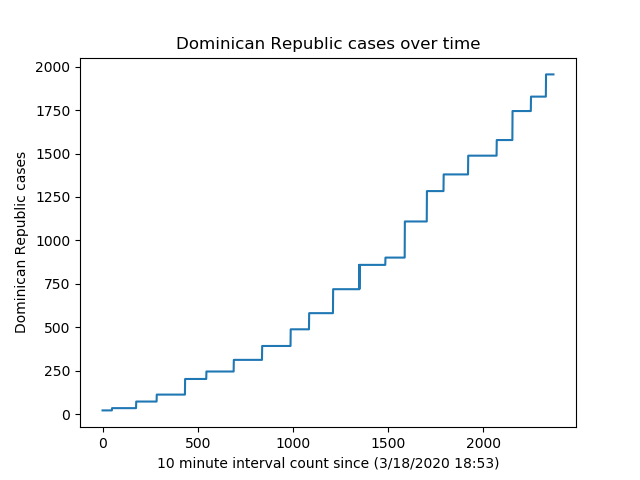 Dominican Republic cases over time
2000
1750
1500
1250
1000
750
500
250
0
Dominican Republic cases
0 500 1000 1500 2000
10 minute interval count since (3/18/2020 18:53)